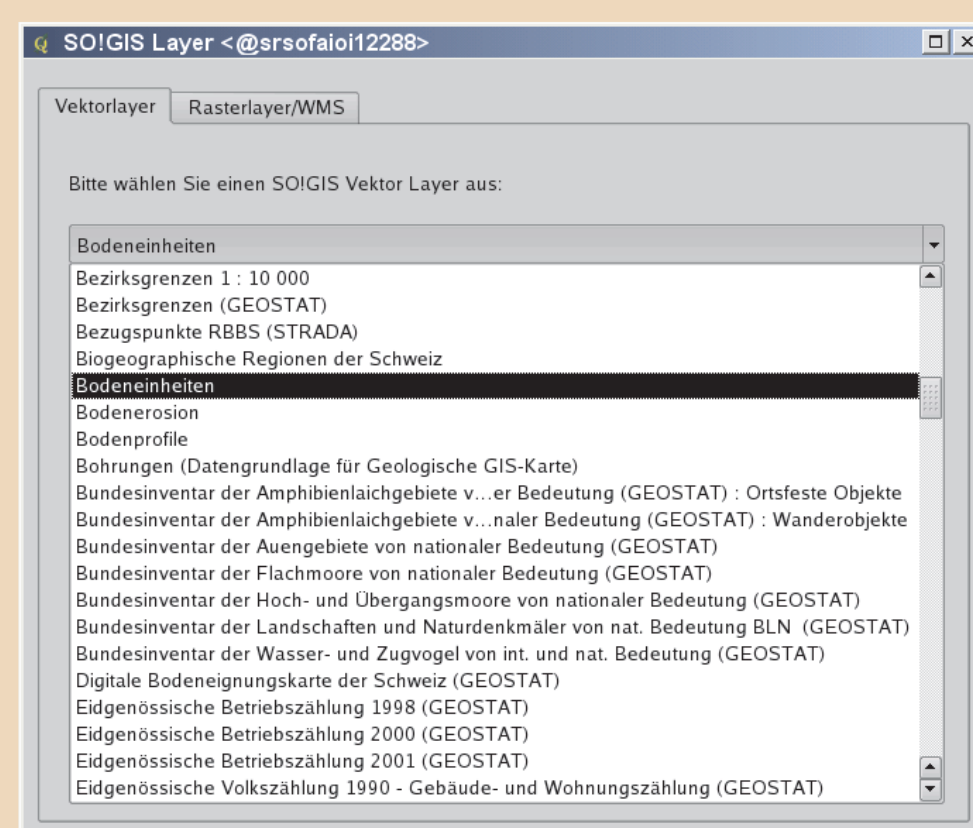 SO!GIS Layer <@srsofaioi12288>
Vektorlayer Rasterlayer/WMS
Bitte wählen Sie einen SO!GIS Vektor Layer aus:
Bodeneinheiten
Bezirksgrenzen 1 : 10 000
Bezirksgrenzen (GEOSTAT)
Bezugspunkte RBBS (STRADA)
Biogeographische Regionen der Schweiz
Bodeneinheiten
Bodenerosion
Bodenprofile
Bohrungen (Datengrundlage für Geologische GIS-Karte)
Bundesinventar der Amphibienlaichgebiete v...er Bedeutung (GEOSTAT) : Ortsfeste Objekte
Bundesinventar der Amphibienlaichgebiete v...naler Bedeutung (GEOSTAT) : Wanderobjekte
Bundesinventar der Auengebiete von nationaler Bedeutung (GEOSTAT)
Bundesinventar der Flachmoore von nationaler Bedeutung (GEOSTAT)
Bundesinventar der Hoch- und Übergangsmoore von nationaler Bedeutung (GEOSTAT)
Bundesinventar der Landschaften und Naturdenkmäler von nat. Bedeutung BLN (GEOSTAT)
Bundesinventar der Wasser- und Zugvogel von int. und nat. Bedeutung (GEOSTAT)
Digitale Bodeneignungskarte der Schweiz (GEOSTAT)
Eidgenössische Betriebszählung 1998 (GEOSTAT)
Eidgenössische Betriebszählung 2000 (GEOSTAT)
Eidgenössische Betriebszählung 2001 (GEOSTAT)
Eidgenössische Volkszählung 1990 - Gebäude- und Wohnungszählung (GEOSTAT)